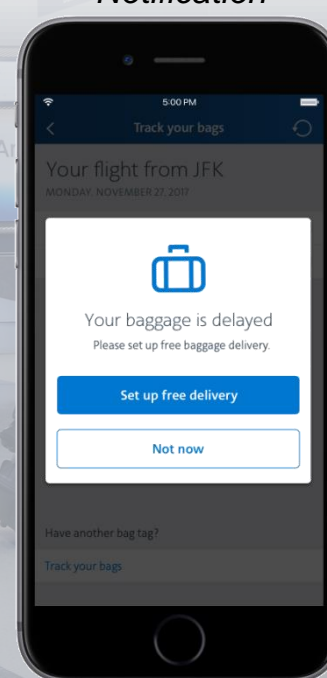 Notification
5:00 PM
Track your bags
Your flight from JFK
MONDAY, NOVEMBER 27, 2017
Your baggage is delayed
Please set up free baggage delivery.
Set up free delivery
Not now
Have another bag tag?
Track your bags